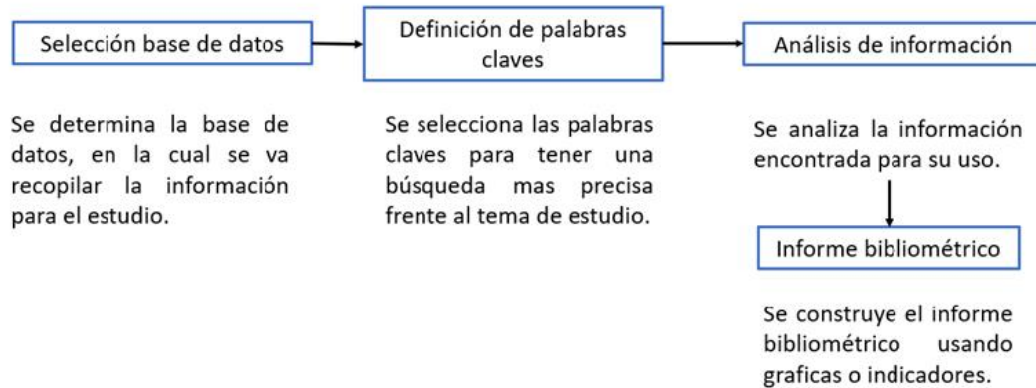 Selección base de datos
Se determina la base de
datos, en la cual se va
recopilar la información
para el estudio.
Definición de palabras
claves
Se selecciona las palabras
claves para tener una
búsqueda mas precisa
frente al tema de estudio.
Análisis de información
Se analiza la información
encontrada para su uso.
Informe bibliométrico
Se construye el informe
bibliométrico usando
graficas o indicadores.